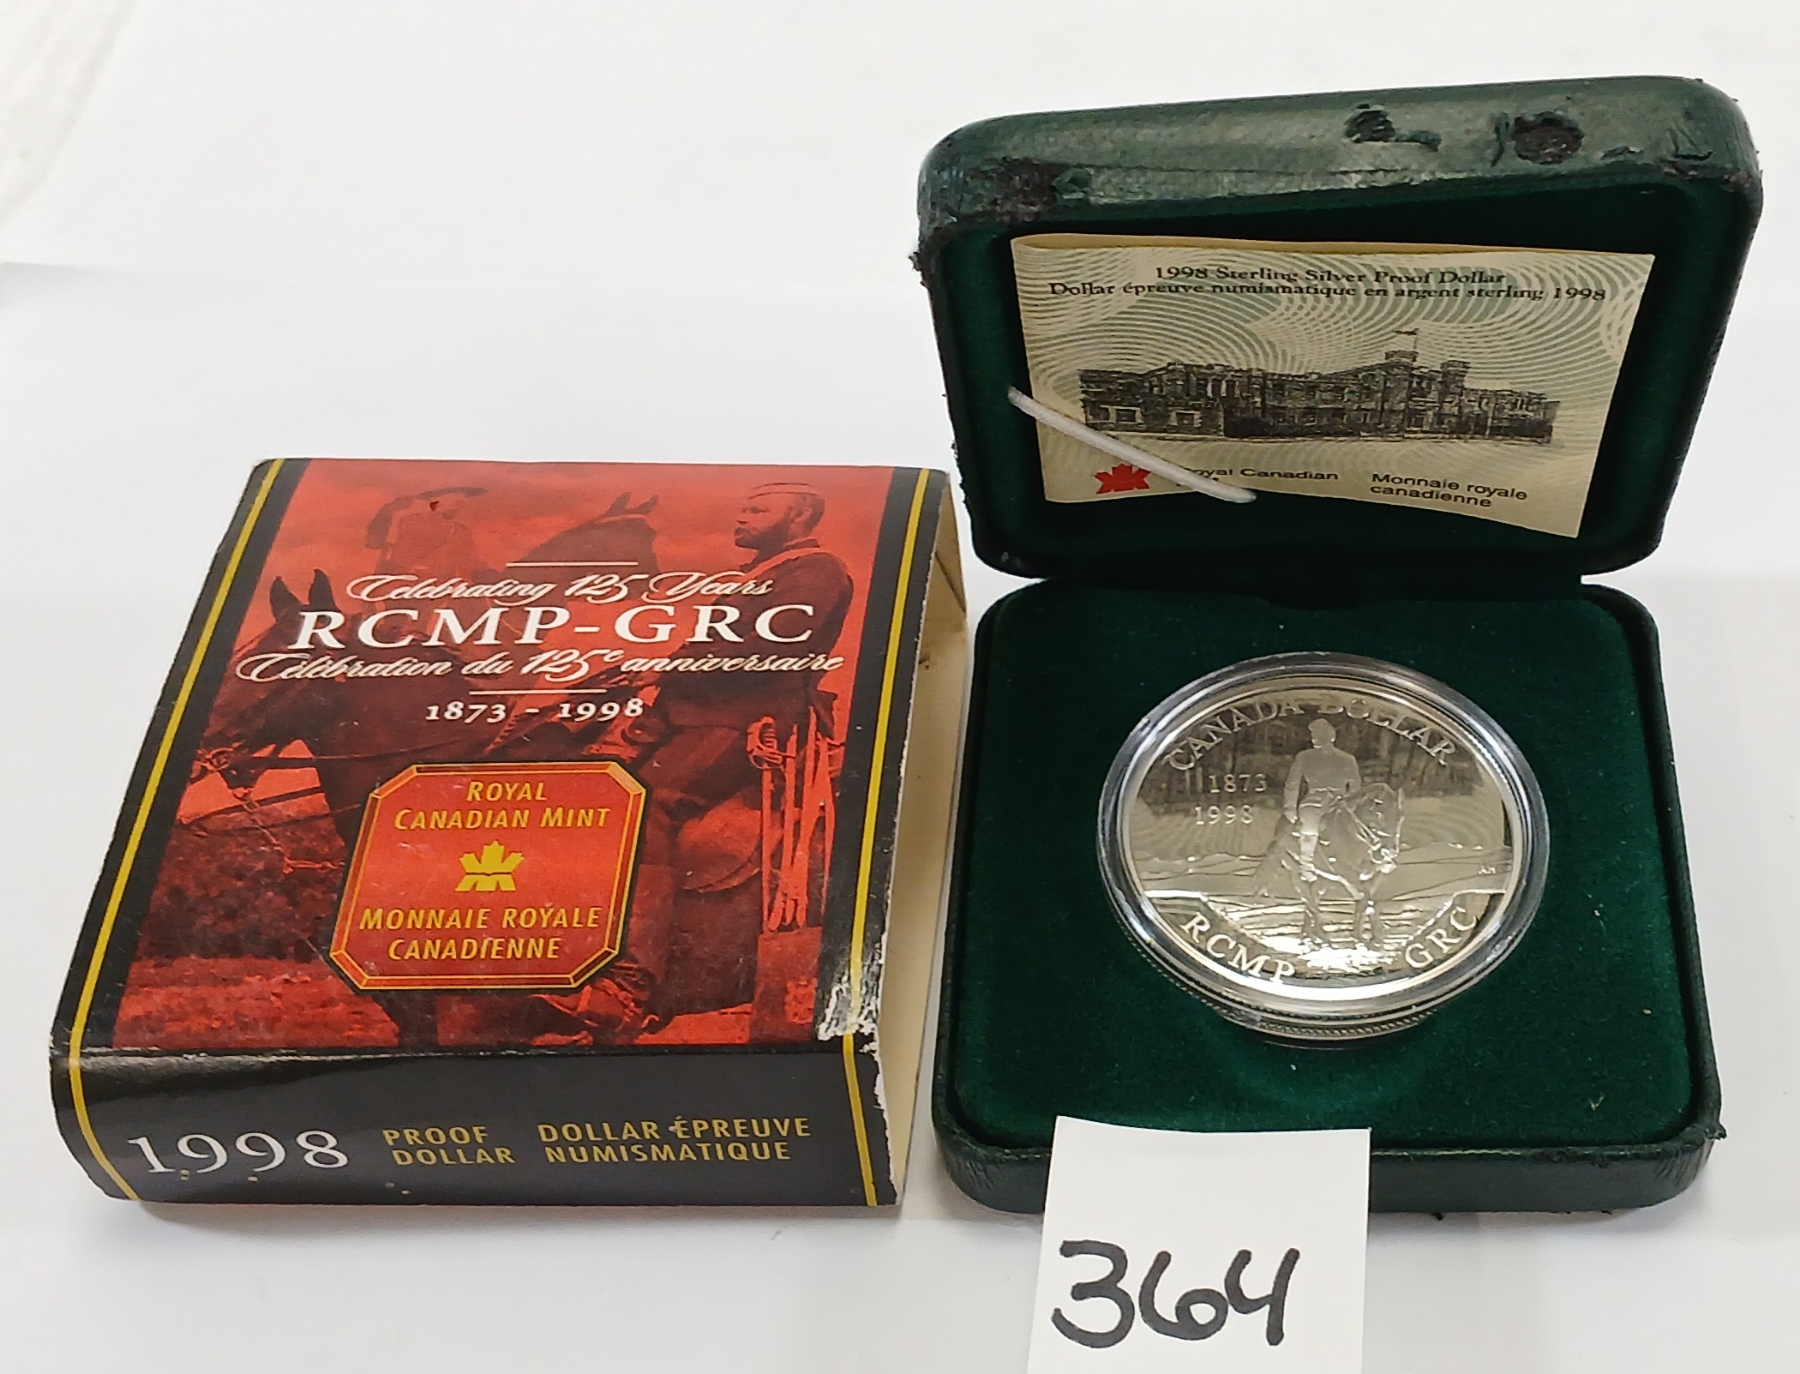 Celebrating 125 Years
RCMP-GRC
Célébration du 125e anniversaire
1873 - 1998
ROYAL
CANADIAN MINT
MONNAIE ROYALE
CANADIENNE
1998
PROOF
DOLLAR
DOLLAR ÉPREUVE
NUMISMATIQUE
1998 Sterling Silver Proof Dollar
Dollar épreuve numismatique en argent sterling 1998
Royal Canadian
Monnaie royale
canadienne
CANADA DOLLAR
1873
1998
RCMP GRC
364